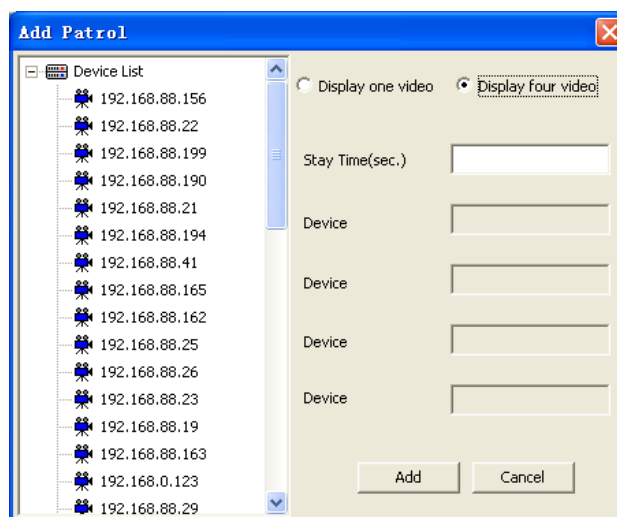 Add Patrol
Device List
192.168.88.156
192.168.88.22
192.168.88.199
192.168.88.190
192.168.88.21
192.168.88.194
192.168.88.41
192.168.88.165
192.168.88.162
192.168.88.25
192.168.88.26
192.168.88.23
192.168.88.19
192.168.88.163
192.168.0.123
192.168.88.29
Display one video
Display four video
Stay Time(sec.)
Device
Device
Device
Device
Add
Cancel